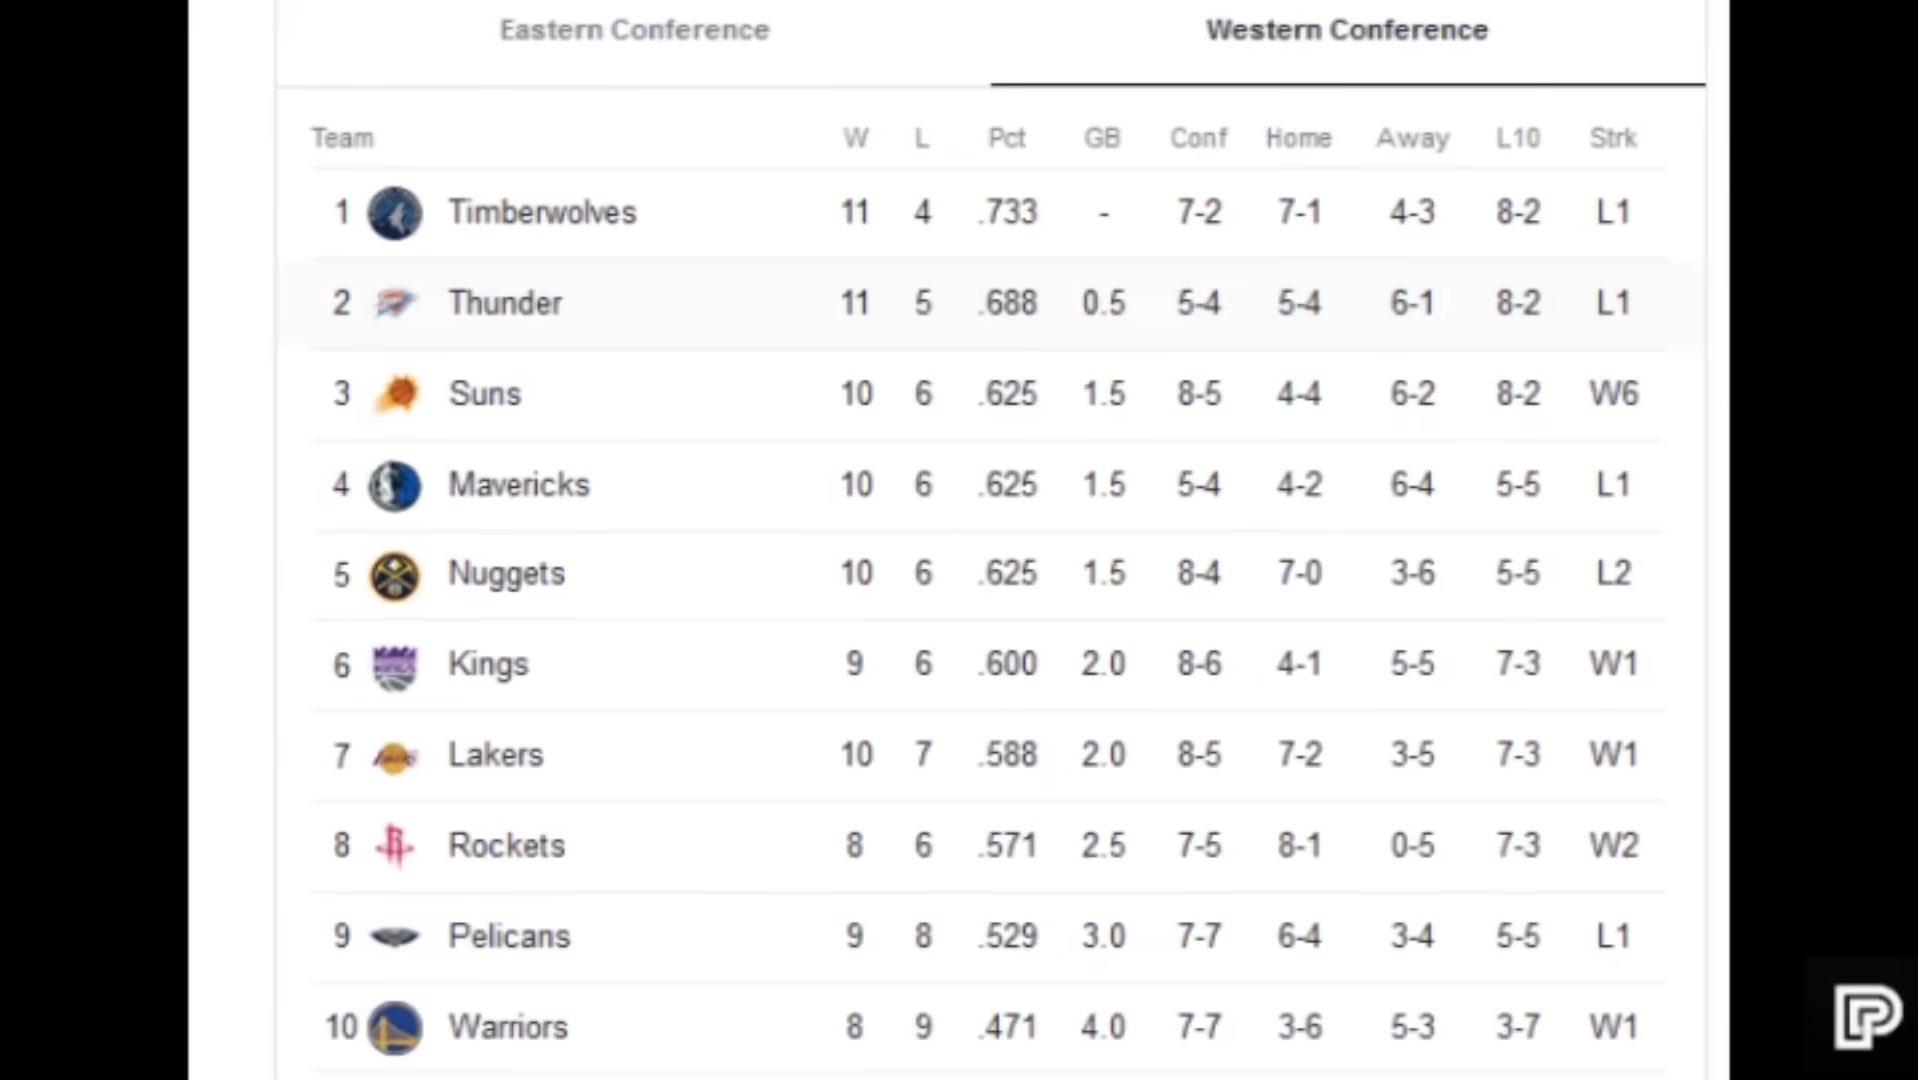 Eastern Conference Western Conference
Team W L Pct GB Conf Home Away L10 Strk
1 Timberwolves 11 4 .733 - 7-2 7-1 4-3 8-2 L1
2 Thunder 11 5 .688 0.5 5-4 5-4 6-1 8-2 L1
3 Suns 10 6 .625 1.5 8-5 4-4 6-2 8-2 W6
4 Mavericks 10 6 .625 1.5 5-4 4-2 6-4 5-5 L1
5 Nuggets 10 6 .625 1.5 8-4 7-0 3-6 5-5 L2
6 Kings 9 6 .600 2.0 8-6 4-1 5-5 7-3 W1
7 Lakers 10 7 .588 2.0 8-5 7-2 3-5 7-3 W1
8 Rockets 8 6 .571 2.5 7-5 8-1 0-5 7-3 W2
9 Pelicans 9 8 .529 3.0 7-7 6-4 3-4 5-5 L1
10 Warriors 8 9 .471 4.0 7-7 3-6 5-3 3-7 W1